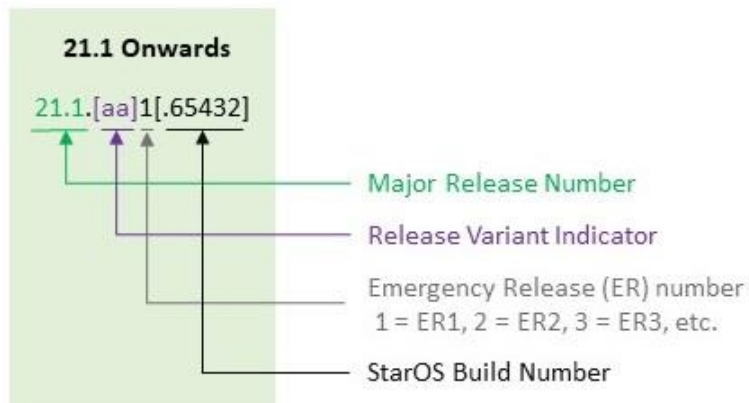 21.1 Onwards
21.1.[aa]1[.65432]
Major Release Number
Release Variant Indicator
Emergency Release (ER) number
1 = ER1, 2 = ER2, 3 = ER3, etc.
StarOS Build Number